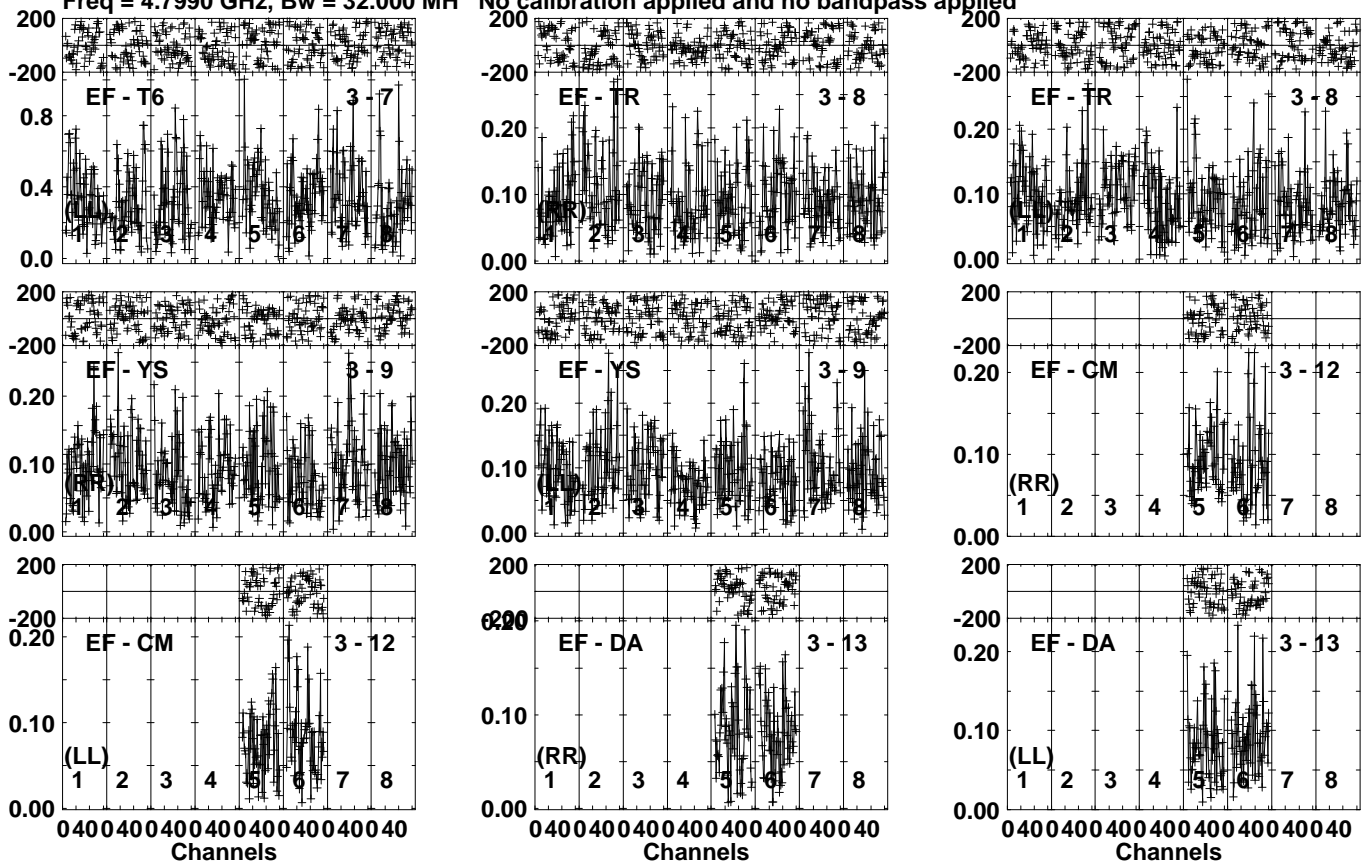 Freq = 4.7990 GHz, Bw = 32.000 MH No calibration applied and no bandpass applied
200 200 200
-200 -200 -200
EF - T6 3 - 7 EF - TR 3 - 8 EF - TR 3 - 8
0.8 0.20 0.20
0.4 0.10 0.10
(LL) (RR) (LL)
1 2 3 4 5 6 7 8 1 2 3 4 5 6 7 8 1 2 3 4 5 6 7 8
0.0 0.00 0.00
200 200 200
-200 -200 -200
EF - YS 3 - 9 EF - YS 3 - 9 EF - CM 3 - 12
0.20 0.20 0.20
0.10 0.10 0.10
(RR) (LL) (RR)
1 2 3 4 5 6 7 8 1 2 3 4 5 6 7 8 1 2 3 4 5 6 7 8
0.00 0.00 0.00
200 200 200
-200 -200 -200
0.20
EF - CM 3 - 12 EF - DA 3 - 13 EF - DA 3 - 13
0.20 0.20
0.10 0.10 0.10
(LL) (RR) (LL)
1 2 3 4 5 6 7 8 1 2 3 4 5 6 7 8 1 2 3 4 5 6 7 8
0.00 0.00 0.00
0 40 0 40 0 40 0 40 0 40 0 40 0 40 0 40 0 40 0 40 0 40 0 40 0 40 0 40 0 40 0 40 0 40 0 40 0 40 0 40 0 40 0 40 0 40 0 40
Channels Channels Channels